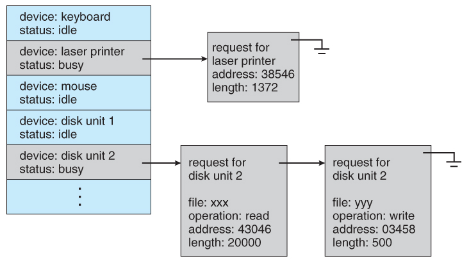 device: keyboard
status: idle
device: laser printer
status: busy
device: mouse
status: idle
device: disk unit 1
status: idle
device: disk unit 2
status: busy
request for
laser printer
address: 38546
length: 1372
request for
disk unit 2
file: xxx
operation: read
address: 43046
length: 20000
request for
disk unit 2
file: yyy
operation: write
address: 03458
length: 500